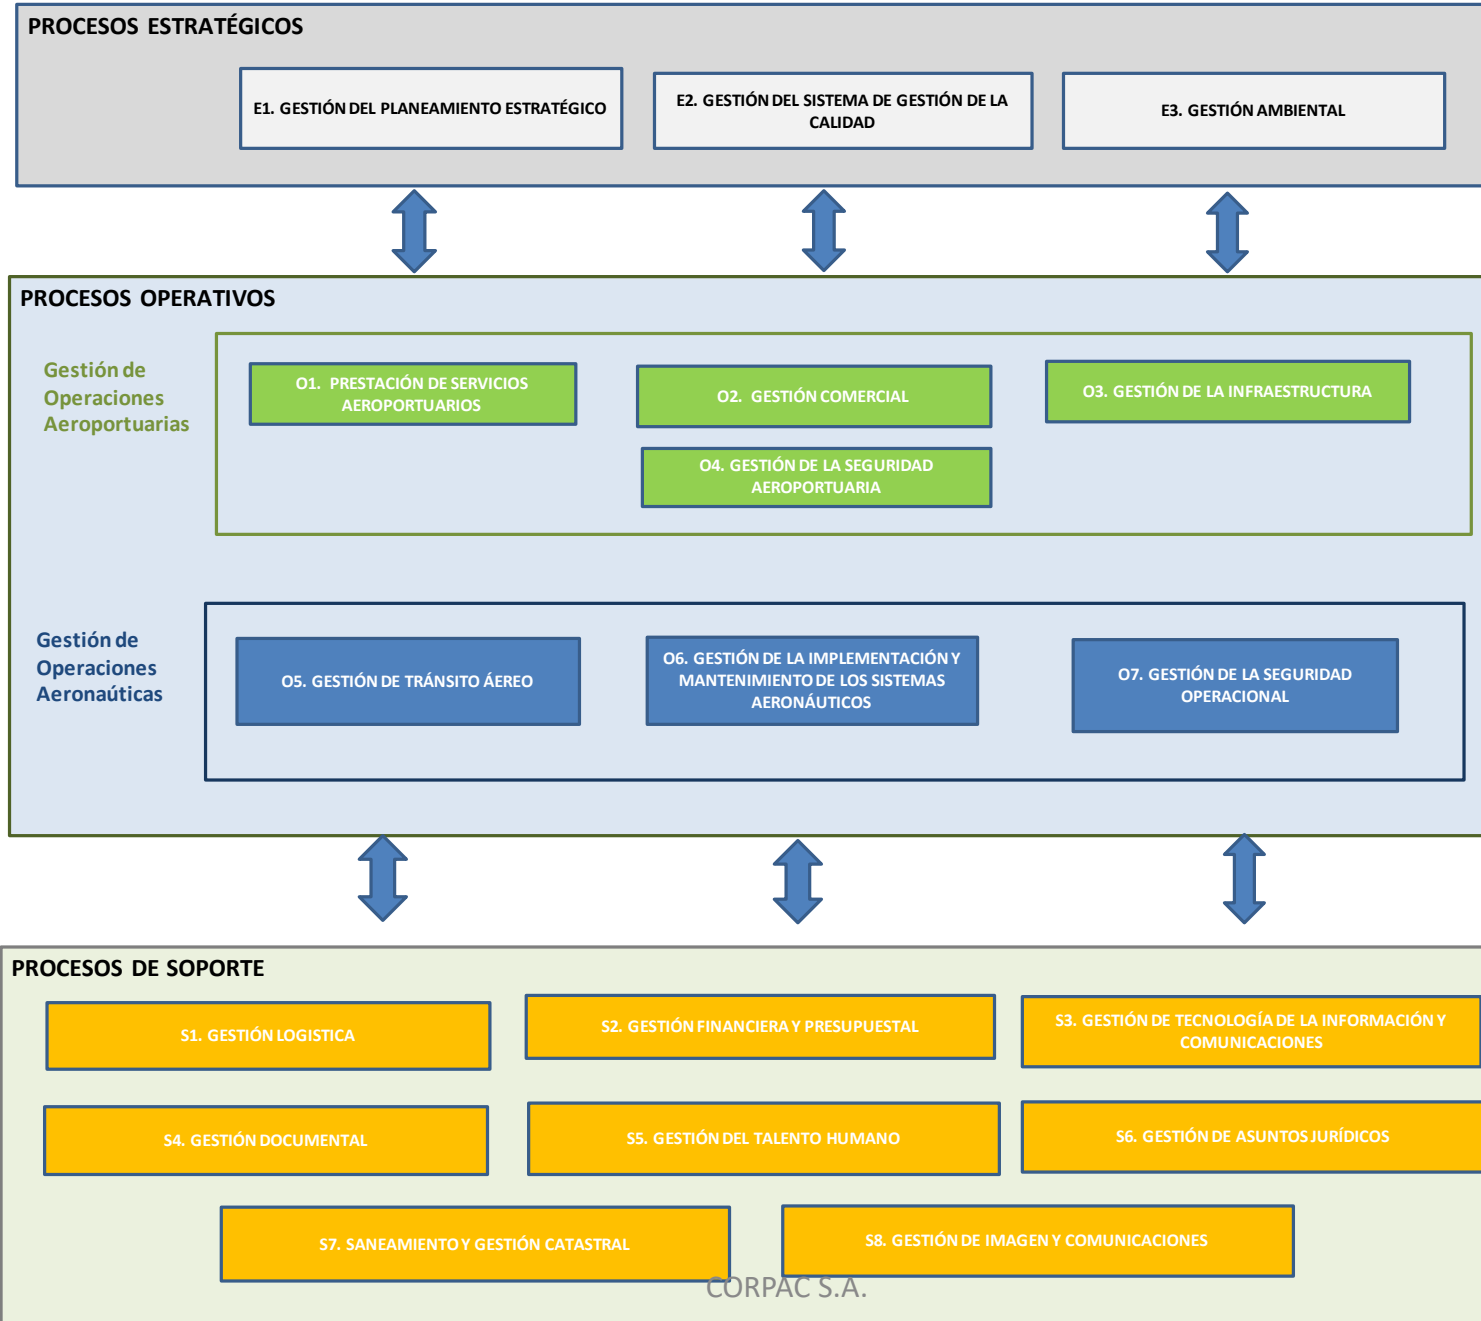 PROCESOS ESTRATÉGICOS
E1. GESTIÓN DEL PLANEAMIENTO ESTRATÉGICO
E2. GESTIÓN DEL SISTEMA DE GESTIÓN DE LA
CALIDAD
E3. GESTIÓN AMBIENTAL
PROCESOS OPERATIVOS
Gestión de
Operaciones
Aeroportuarias
O1. PRESTACIÓN DE SERVICIOS
AEROPORTUARIOS
O2. GESTIÓN COMERCIAL
O3. GESTIÓN DE LA INFRAESTRUCTURA
O4. GESTIÓN DE LA SEGURIDAD
AEROPORTUARIA
Gestión de
Operaciones
Aeronaúticas
O5. GESTIÓN DE TRÁNSITO ÁEREO
O6. GESTIÓN DE LA IMPLEMENTACIÓN Y
MANTENIMIENTO DE LOS SISTEMAS
AERONÁUTICOS
O7. GESTIÓN DE LA SEGURIDAD
OPERACIONAL
PROCESOS DE SOPORTE
S1. GESTIÓN LOGISTICA
S2. GESTIÓN FINANCIERA Y PRESUPUESTAL
S3. GESTIÓN DE TECNOLOGÍA DE LA INFORMACIÓN Y
COMUNICACIONES
S4. GESTIÓN DOCUMENTAL
S5. GESTIÓN DEL TALENTO HUMANO
S6. GESTIÓN DE ASUNTOS JURÍDICOS
S7. SANEAMIENTO Y GESTIÓN CATASTRAL
S8. GESTIÓN DE IMAGEN Y COMUNICACIONES
CORPAC S.A.